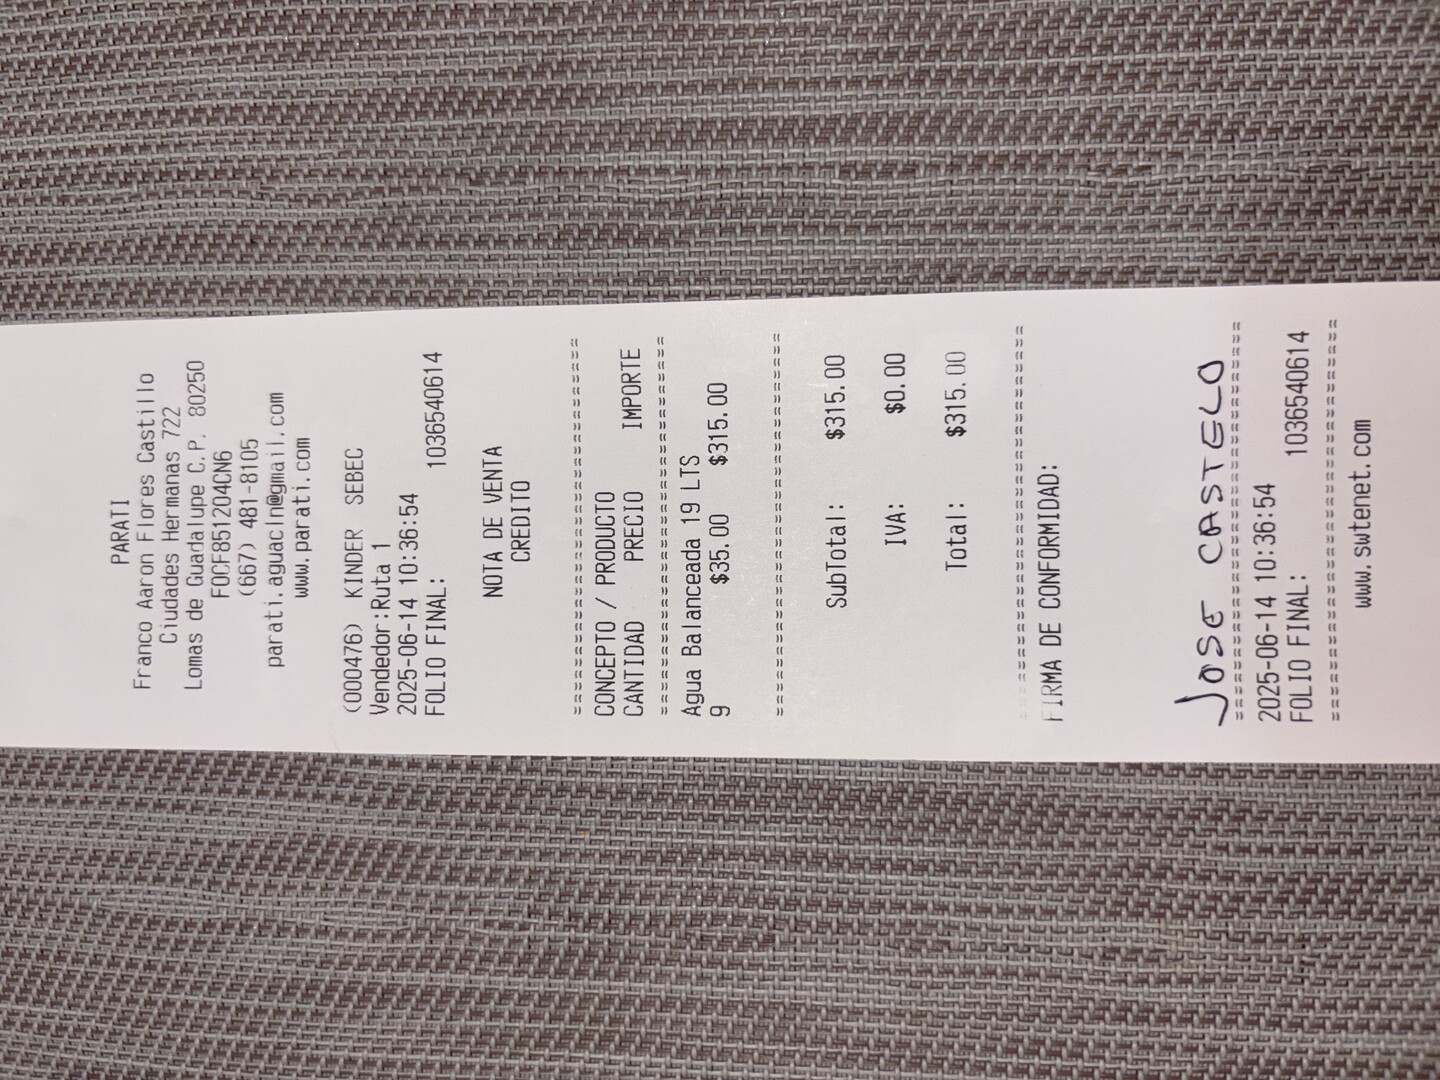 PARATI
Franco Aaron Flores Castillo
Ciudades Hermanas 722
Lomas de Guadalupe C.P. 80250
FOCF851204CN6
(667) 481-8105
parati.aguacln@gmail.com
www.parati.com
(000476) KINDER SEBEC
Vendedor:Ruta 1
2025-06-14 10:36:54
FOLIO FINAL: 1036540614
NOTA DE VENTA
CREDITO
==============================
CONCEPTO / PRODUCTO
CANTIDAD PRECIO IMPORTE
==============================
Agua Balanceada 19 LTS
9 $35.00 $315.00
==============================
SubTotal: $315.00
IVA: $0.00
Total: $315.00
==============================
FIRMA DE CONFORMIDAD:
JOSE CASTELO
==============================
2025-06-14 10:36:54
FOLIO FINAL: 1036540614
==============================
www.swtenet.com